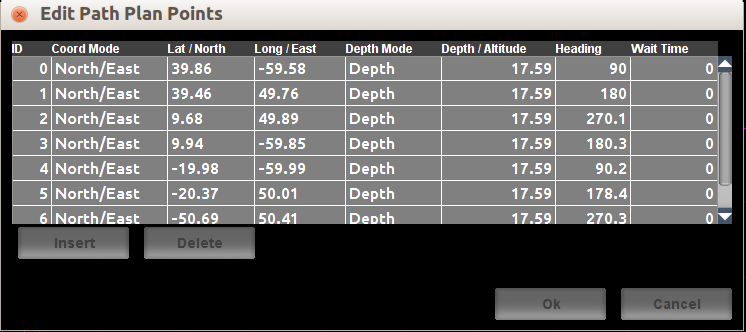 Edit Path Plan Points
ID Coord Mode Lat / North Long / East Depth Mode Depth / Altitude Heading Wait Time
0 North/East 39.86 -59.58 Depth 17.59 90 0
1 North/East 39.46 49.76 Depth 17.59 180 0
2 North/East 9.68 49.89 Depth 17.59 270.1 0
3 North/East 9.94 -59.85 Depth 17.59 180.3 0
4 North/East -19.98 -59.99 Depth 17.59 90.2 0
5 North/East -20.37 50.01 Depth 17.59 178.4 0
6 North/East -50.69 50.41 Depth 17.59 270.3 0
Insert Delete
Ok Cancel